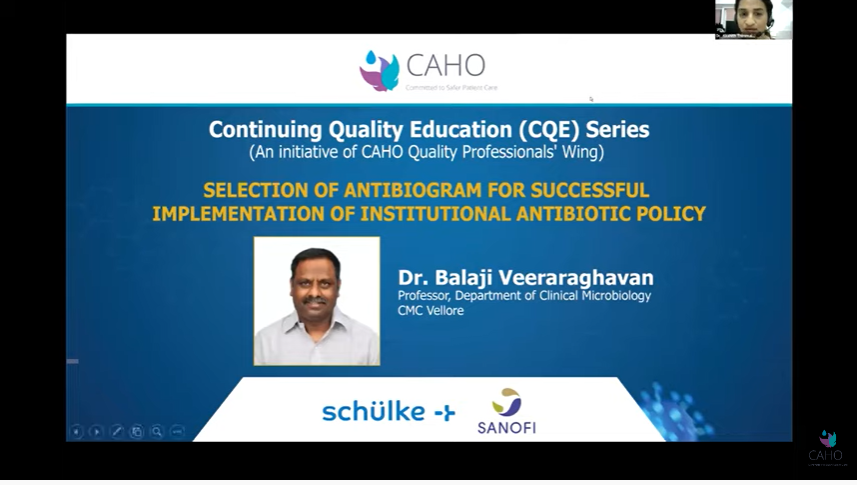 CAHO
Committed to Safer Patient Care
Continuing Quality Education (CQE) Series
(An initiative of CAHO Quality Professionals' Wing)
SELECTION OF ANTIBIOGRAM FOR SUCCESSFUL
IMPLEMENTATION OF INSTITUTIONAL ANTIBIOTIC POLICY
Dr. Balaji Veeraraghavan
Professor, Department of Clinical Microbiology
CMC Vellore
schülke -+
SANOFI
CAHO